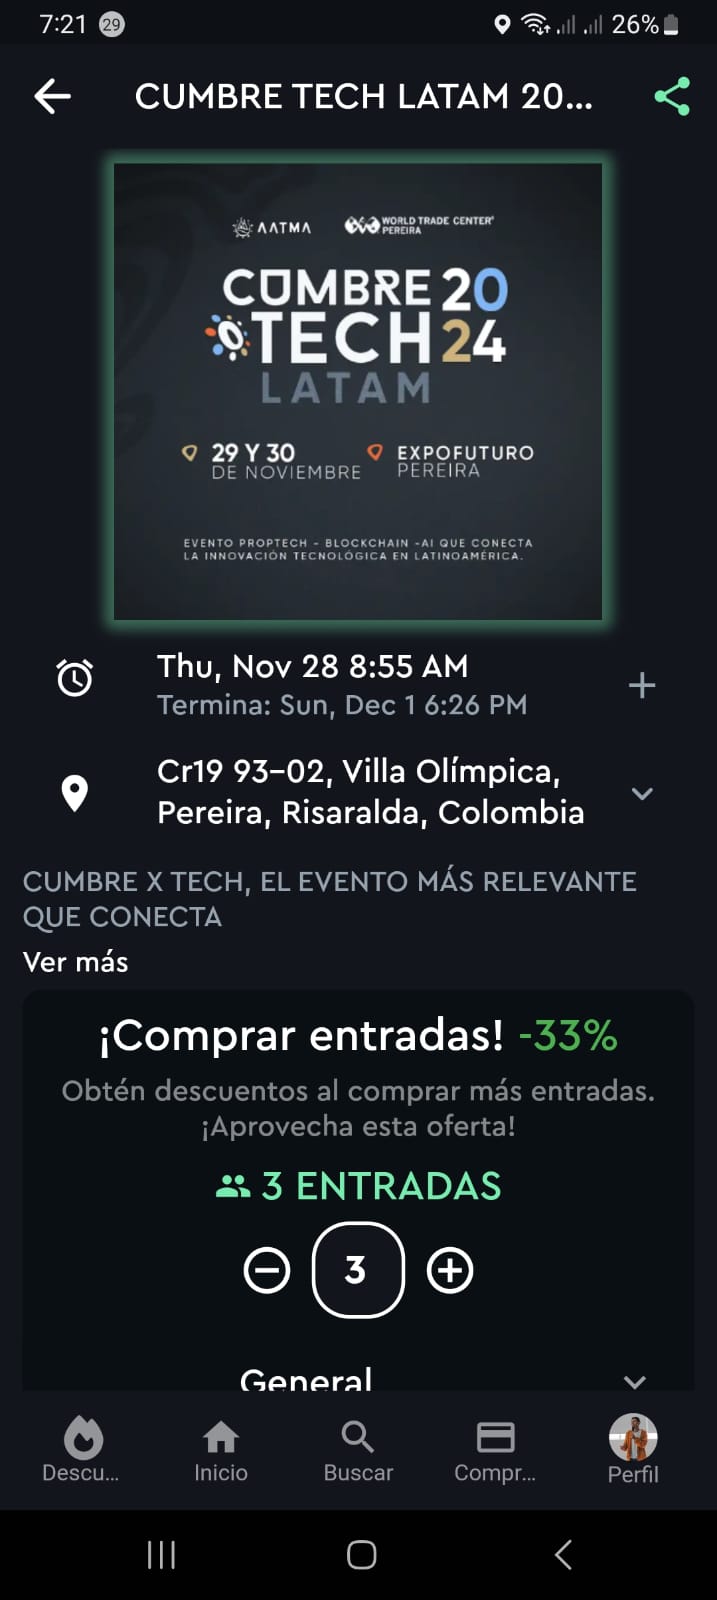 7:21 29 26%
CUMBRE TECH LATAM 20...
AATMA WORLD TRADE CENTER®
PEREIRA
CUMBRE 20
TECH 24
LATAM
29 Y 30 EXPOFUTURO
DE NOVIEMBRE PEREIRA
EVENTO PROPTECH - BLOCKCHAIN -AI QUE CONECTA
LA INNOVACIÓN TECNOLÓGICA EN LATINOAMÉRICA.
Thu, Nov 28 8:55 AM
Termina: Sun, Dec 1 6:26 PM
Cr19 93-02, Villa Olímpica,
Pereira, Risaralda, Colombia
CUMBRE X TECH, EL EVENTO MÁS RELEVANTE
QUE CONECTA
Ver más
¡Comprar entradas! -33%
Obtén descuentos al comprar más entradas.
¡Aprovecha esta oferta!
3 ENTRADAS
3
General
Descu... Inicio Buscar Compr... Perfil